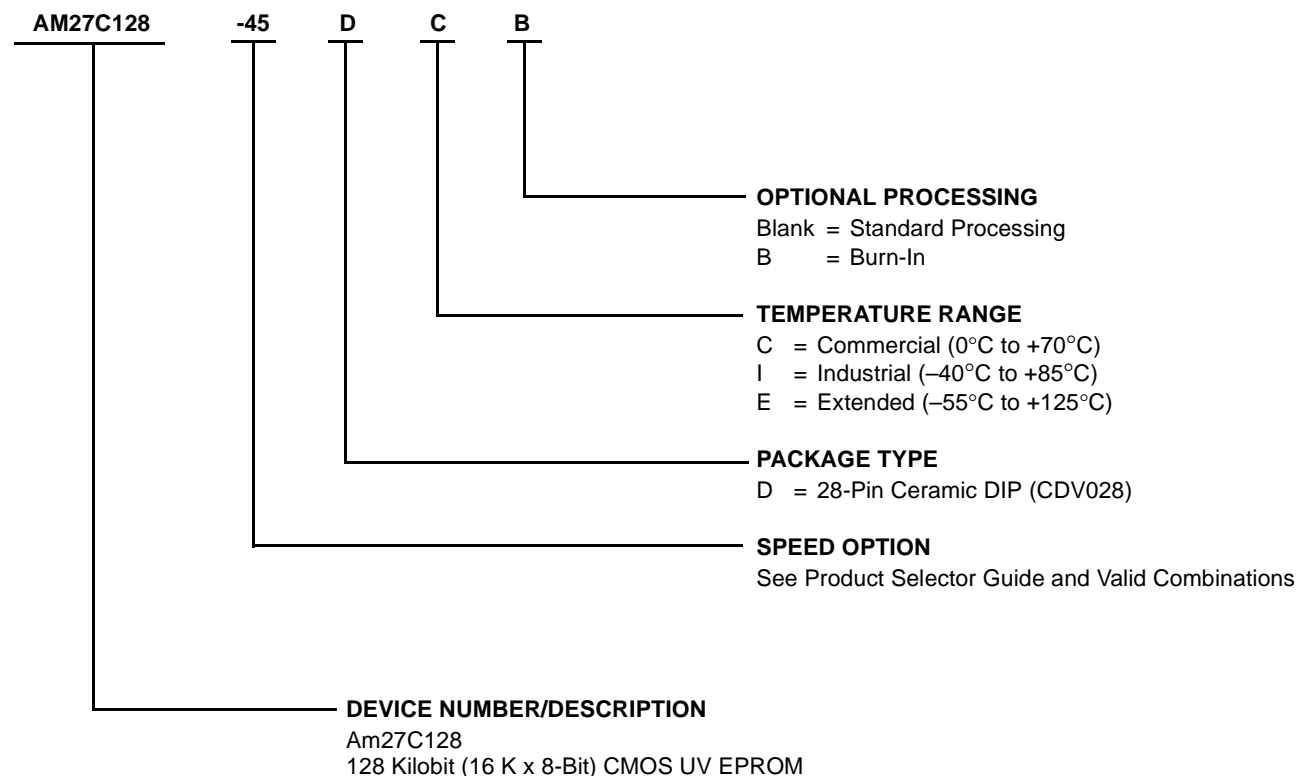 AM27C128 -45 D C B
OPTIONAL PROCESSING
Blank = Standard Processing
B = Burn-In
TEMPERATURE RANGE
C = Commercial (0°C to +70°C)
I = Industrial (–40°C to +85°C)
E = Extended (–55°C to +125°C)
PACKAGE TYPE
D = 28-Pin Ceramic DIP (CDV028)
SPEED OPTION
See Product Selector Guide and Valid Combinations
DEVICE NUMBER/DESCRIPTION
Am27C128
128 Kilobit (16 K x 8-Bit) CMOS UV EPROM